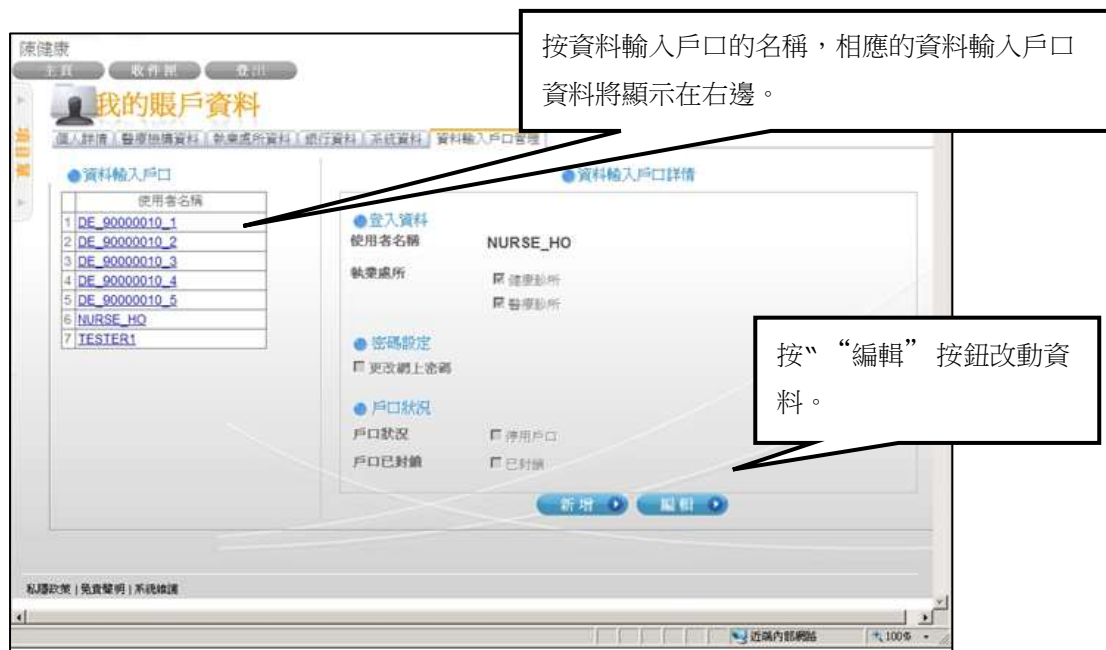 按資料輸入戶口的名稱，相應的資料輸入戶口
資料將顯示在右邊。
陳健康
主頁 收件匣 登出
我的賬戶資料
項目選
個人詳情 醫療機構資料 執業處所資料 銀行資料 系統資料 資料輸入戶口管理
資料輸入戶口
資料輸入戶口詳情
使用者名稱
1 DE_90000010_1
2 DE_90000010_2
3 DE_90000010_3
4 DE_90000010_4
5 DE_90000010_5
6 NURSE_HO
7 TESTER1
登入資料
使用者名稱 NURSE_HO
執業處所 健康診所
醫療診所
密碼設定
更改網上密碼
戶口狀況
戶口狀況 停用戶口
戶口已封鎖 已封鎖
新增 編輯
按‵“編輯” 按鈕改動資
料。
私隱政策 | 免責聲明 | 系統維護
近端內部網路 100%